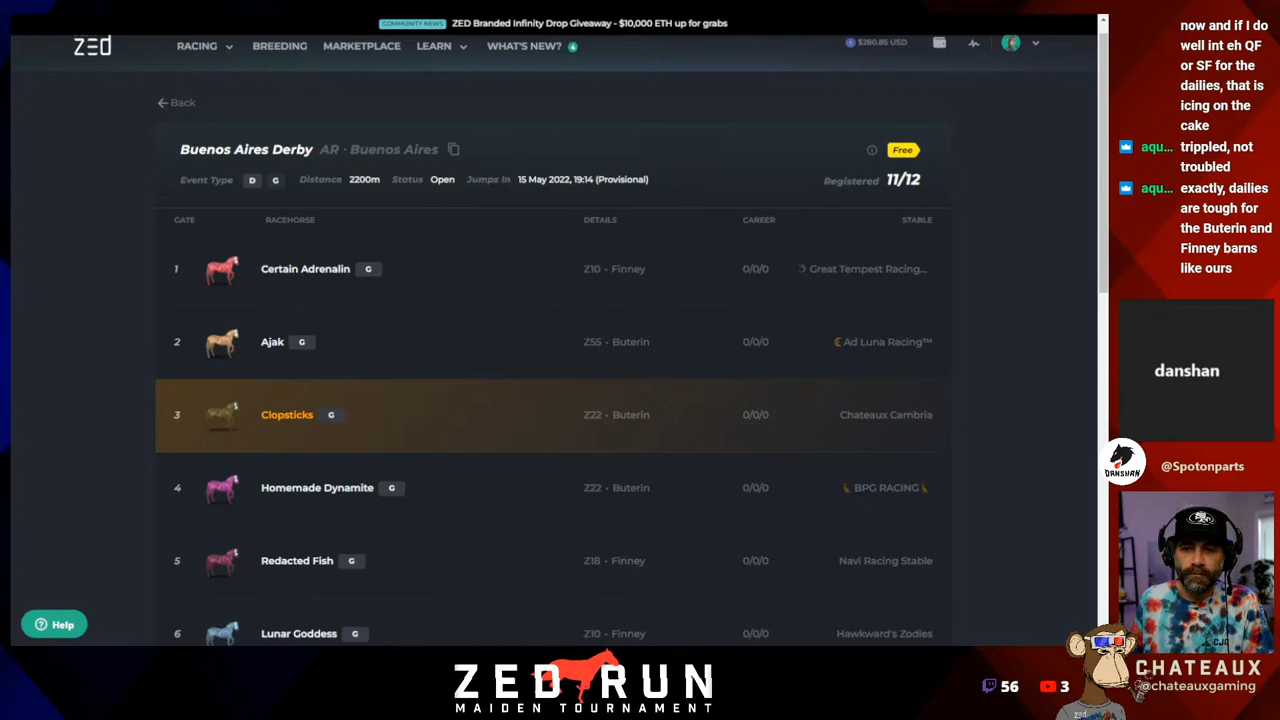 COMMUNITY NEWS ZED Branded Infinity Drop Giveaway - $10,000 ETH up for grabs
zed RACING BREEDING MARKETPLACE LEARN WHAT'S NEW? $280.85 USD
Back
Buenos Aires Derby AR · Buenos Aires Free
Event Type D G Distance 2200m Status Open Jumps In 15 May 2022, 19:14 (Provisional) Registered 11/12
GATE RACEHORSE DETAILS CAREER STABLE
1 Certain Adrenalin G Z10 · Finney 0/0/0 Great Tempest Racing...
2 Ajak G Z55 · Buterin 0/0/0 Ad Luna Racing™
3 Clopsticks G Z22 · Buterin 0/0/0 Chateaux Cambria
4 Homemade Dynamite G Z22 · Buterin 0/0/0 BPG RACING
5 Redacted Fish G Z18 · Finney 0/0/0 Navi Racing Stable
6 Lunar Goddess G Z10 · Finney 0/0/0 Hawkward's Zodies
Help
now and if I do
well int eh QF
or SF for the
dailies, that is
icing on the
cake
aqu... trippled, not
troubled
aqu... exactly, dailies
are tough for
the Buterin and
Finney barns
like ours
danshan
DANSHAN @Spotonparts
ZED RUN
MAIDEN TOURNAMENT
56 3
CHATEAUX
@chateauxgaming
ZED